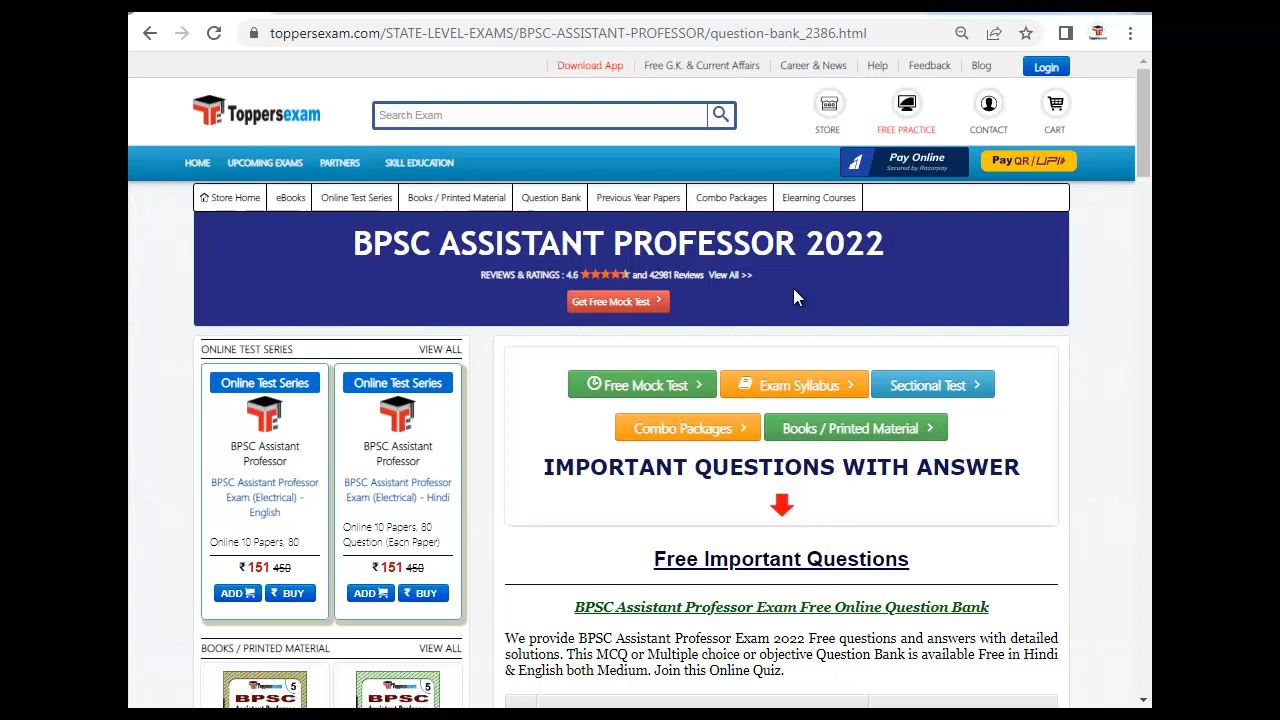 toppersexam.com/STATE-LEVEL-EXAMS/BPSC-ASSISTANT-PROFESSOR/question-bank_2386.html
Download App Free G.K. & Current Affairs Career & News Help Feedback Blog Login
Toppersexam
Search Exam
STORE FREE PRACTICE CONTACT CART
HOME UPCOMING EXAMS PARTNERS SKILL EDUCATION
Pay Online
Secured by Razorpay
Pay QR / UPI
Store Home eBooks Online Test Series Books / Printed Material Question Bank Previous Year Papers Combo Packages Elearning Courses
BPSC ASSISTANT PROFESSOR 2022
REVIEWS & RATINGS : 4.6 and 42981 Reviews View All >>
Get Free Mock Test
ONLINE TEST SERIES VIEW ALL
Online Test Series
BPSC Assistant
Professor
BPSC Assistant Professor
Exam (Electrical) -
English
Online 10 Papers, 80
₹ 151 450
ADD ₹ BUY
Online Test Series
BPSC Assistant
Professor
BPSC Assistant Professor
Exam (Electrical) - Hindi
Online 10 Papers, 80
Question (Each Paper)
₹ 151 450
ADD ₹ BUY
BOOKS / PRINTED MATERIAL VIEW ALL
Toppersexam 5
BPSC
Toppersexam 5
BPSC
Free Mock Test Exam Syllabus Sectional Test
Combo Packages Books / Printed Material
IMPORTANT QUESTIONS WITH ANSWER
Free Important Questions
BPSC Assistant Professor Exam Free Online Question Bank
We provide BPSC Assistant Professor Exam 2022 Free questions and answers with detailed
solutions. This MCQ or Multiple choice or objective Question Bank is available Free in Hindi
& English both Medium. Join this Online Quiz.